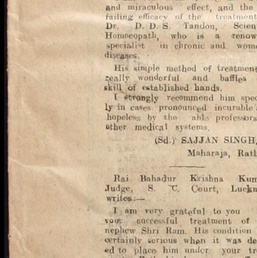 and miraculous effect, and the
failing efficacy of the treatment
Dr. D. D. S. Tandon, Scien
Homoeopath, who is a renow
specialist in chronic and wome
diseases.
His simple method of treatmen
really wonderful and baffles
skill of established hands.
I strongly recommend him spe
ly in cases pronounced incurable
hopeless by the able profession
other medical systems.
(Sd.) SAJJAN SINGH,
Maharaja, Ratl
Rai Bahadur Krishna Kum
Judge, S. C. Court, Luckn
writes:—
I am very grateful to you
your successful treatment of
nephew Shri Ram. His condition
certainly serious when it was de
ed to place him under your tr